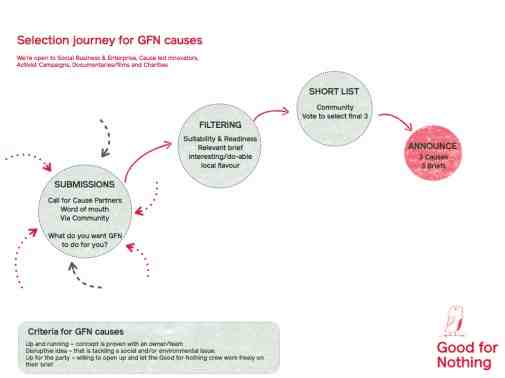 Selection journey for GFN causes
We're open to Social Business & Enterprise, Cause led innovators,
Activist Campaigns, Documentaries/films and Charities
SUBMISSIONS
Call for Cause Partners
Word of mouth
Via Community
What do you want GFN
to do for you?
FILTERING
Suitability & Readiness
Relevant brief
Interesting/do-able
local flavour
SHORT LIST
Community
Vote to select final 3
ANNOUNCE
3 Causes
3 Briefs
Criteria for GFN causes
Up and running – concept is proven with an owner/team
Disruptive idea – that is tackling a social and/or environmental issue
Up for the party – willing to open up and let the Good for Nothing crew work freely on
their brief
Good for
Nothing